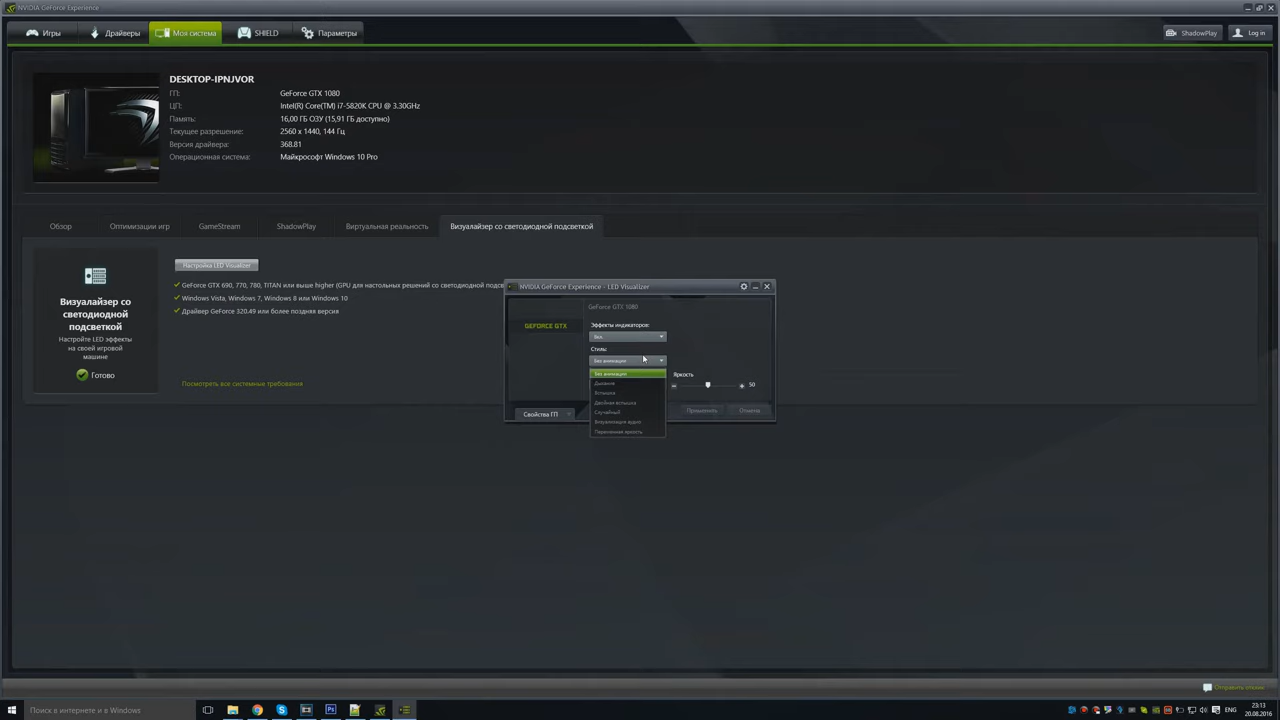 NVIDIA GeForce Experience
Игры
Драйверы
Моя система
SHIELD
Параметры
ShadowPlay
Log in
DESKTOP-IPNJVOR
ГП: GeForce GTX 1080
ЦП: Intel(R) Core(TM) i7-5820K CPU @ 3.30GHz
Память: 16,00 ГБ ОЗУ (15,91 ГБ доступно)
Текущее разрешение: 2560 x 1440, 144 Гц
Версия драйвера: 368.81
Операционная система: Майкрософт Windows 10 Pro
Обзор
Оптимизации игр
GameStream
ShadowPlay
Виртуальная реальность
Визуалайзер со светодиодной подсветкой
Визуалайзер со
светодиодной
подсветкой
Настройте LED эффекты
на своей игровой
машине
Готово
Настройка LED Visualizer
GeForce GTX 690, 770, 780, TITAN или выше higher (GPU для настольных решений со светодиодной подсв
Windows Vista, Windows 7, Windows 8 или Windows 10
Драйвер GeForce 320.49 или более поздняя версия
Посмотреть все системные требования
NVIDIA GeForce Experience - LED Visualizer
GEFORCE GTX
GeForce GTX 1080
Эффекты индикаторов:
Вкл.
Стиль:
Без анимации
Без анимации
Дыхание
Вспышка
Двойная вспышка
Случайный
Визуализация аудио
Переменная яркость
Яркость
50
Свойства ГП
Применить
Отмена
Отправить отзыв
Поиск в интернете и в Windows
ENG
23:13
20.08.2016